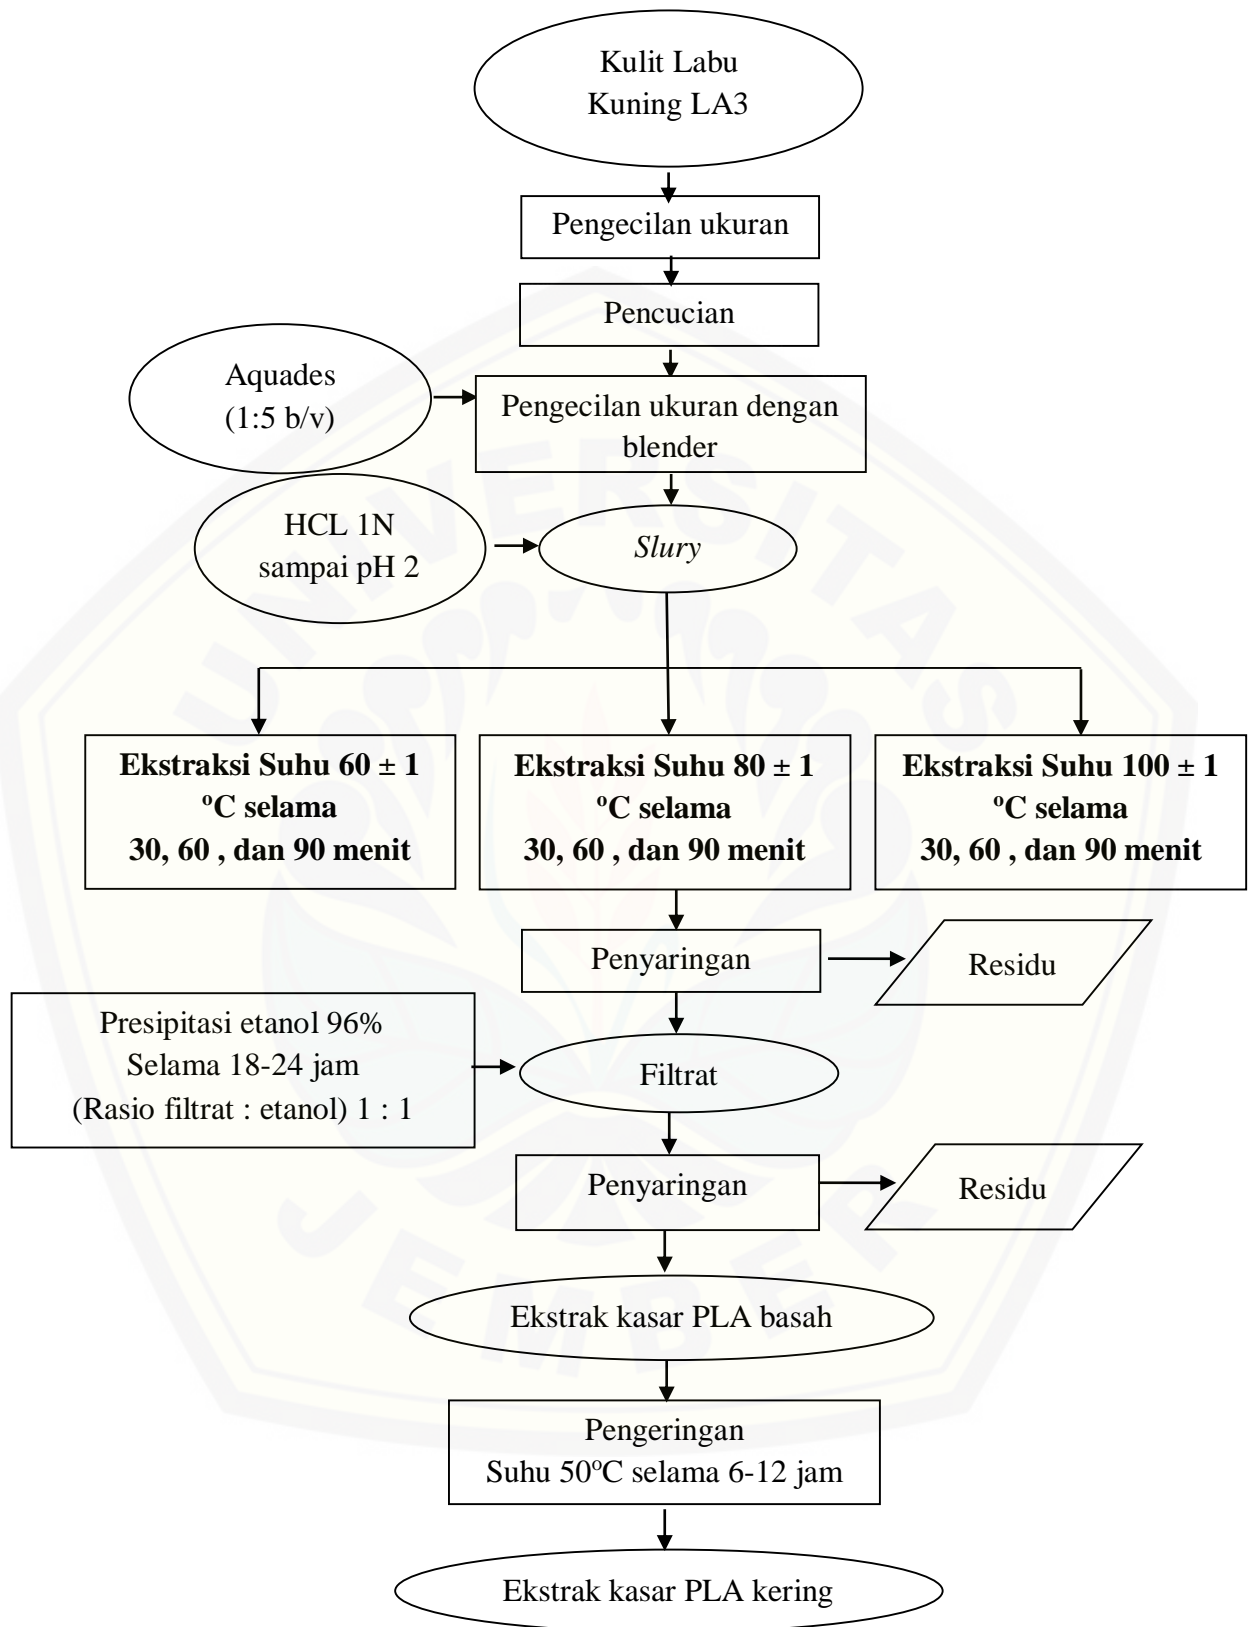 Kulit Labu
Kuning LA3
Pengecilan ukuran
Pencucian
Aquades
(1:5 b/v)
Pengecilan ukuran dengan
blender
HCL 1N
sampai pH 2
Slury
Ekstraksi Suhu 60 ± 1
ºC selama
30, 60 , dan 90 menit
Ekstraksi Suhu 80 ± 1
ºC selama
30, 60 , dan 90 menit
Ekstraksi Suhu 100 ± 1
ºC selama
30, 60 , dan 90 menit
Penyaringan
Residu
Presipitasi etanol 96%
Selama 18-24 jam
(Rasio filtrat : etanol) 1 : 1
Filtrat
Penyaringan
Residu
Ekstrak kasar PLA basah
Pengeringan
Suhu 50ºC selama 6-12 jam
Ekstrak kasar PLA kering
UNIVERSITAS
JEMBER